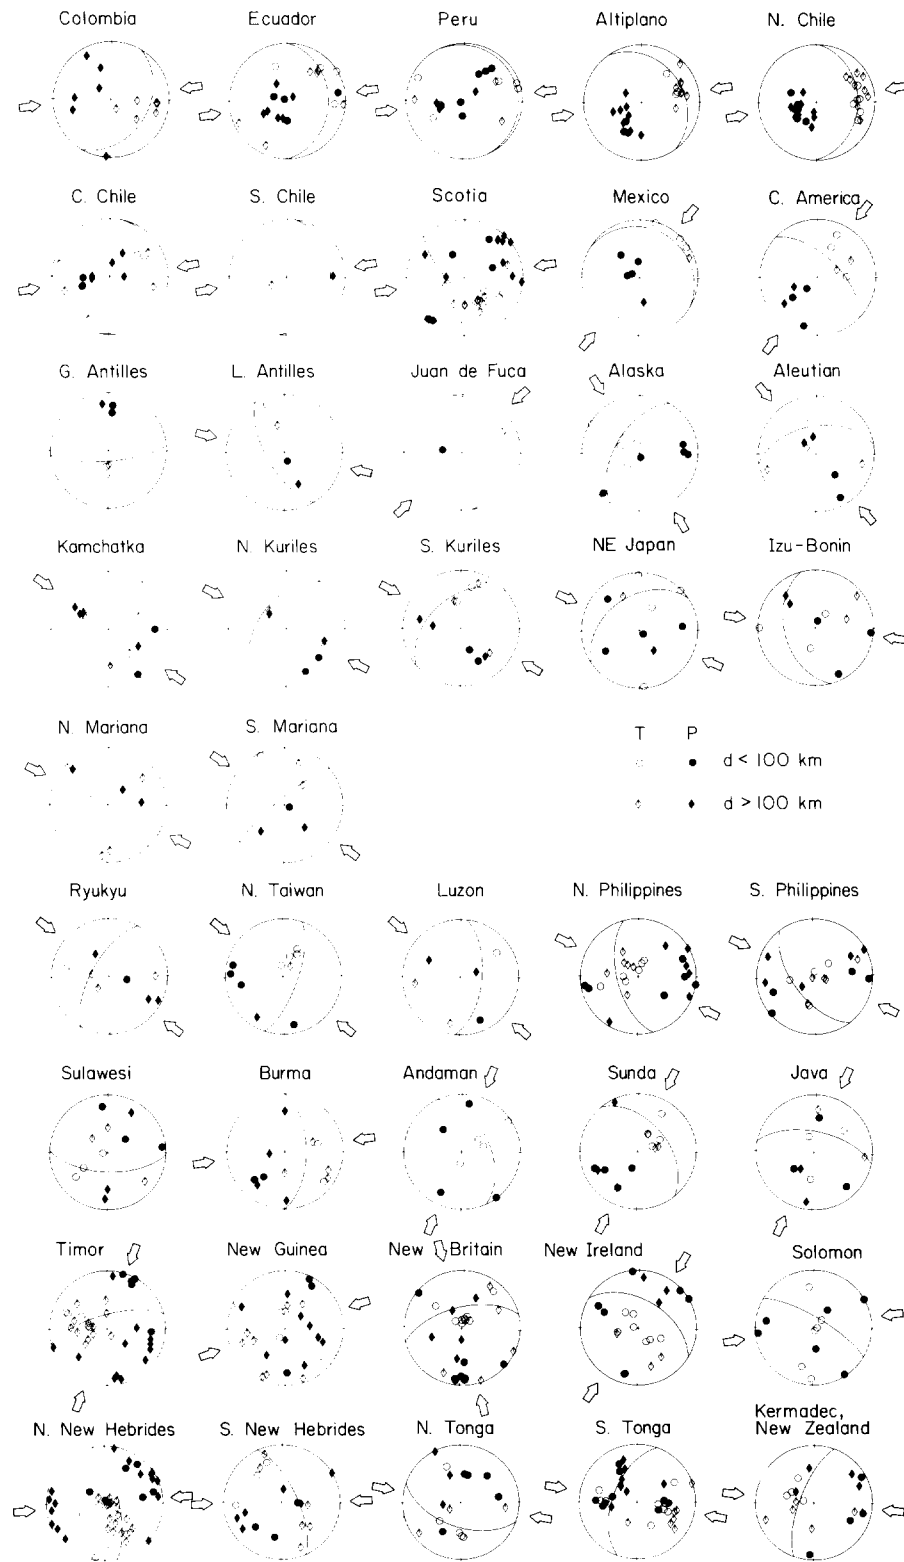 Colombia Ecuador Peru Altiplano N. Chile
C. Chile S. Chile Scotia Mexico C. America
G. Antilles L. Antilles Juan de Fuca Alaska Aleutian
Kamchatka N. Kuriles S. Kuriles NE Japan Izu-Bonin
N. Mariana S. Mariana
T P
d < 100 km
d > 100 km
Ryukyu N. Taiwan Luzon N. Philippines S. Philippines
Sulawesi Burma Andaman Sunda Java
Timor New Guinea New Britain New Ireland Solomon
N. New Hebrides S. New Hebrides N. Tonga S. Tonga Kermadec,
New Zealand